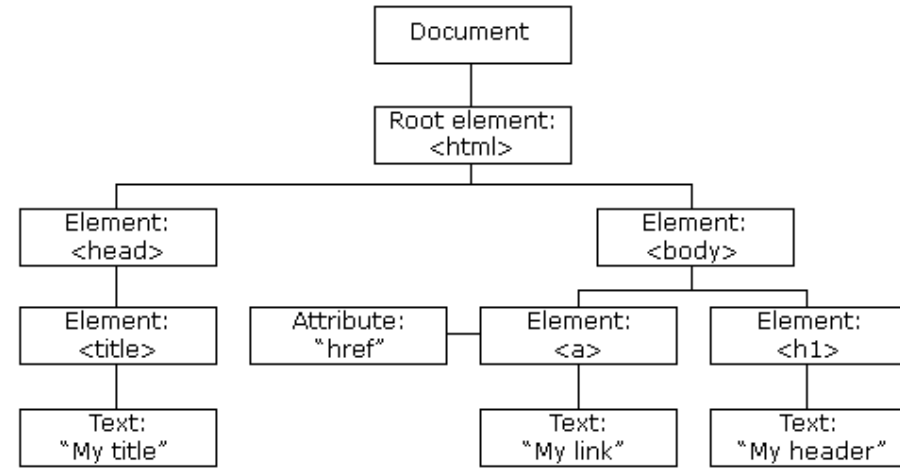 Document
Root element:
<html>
Element:
<head>
Element:
<body>
Element:
<title>
Attribute:
“href”
Element:
<a>
Element:
<h1>
Text:
“My title”
Text:
“My link”
Text:
“My header”